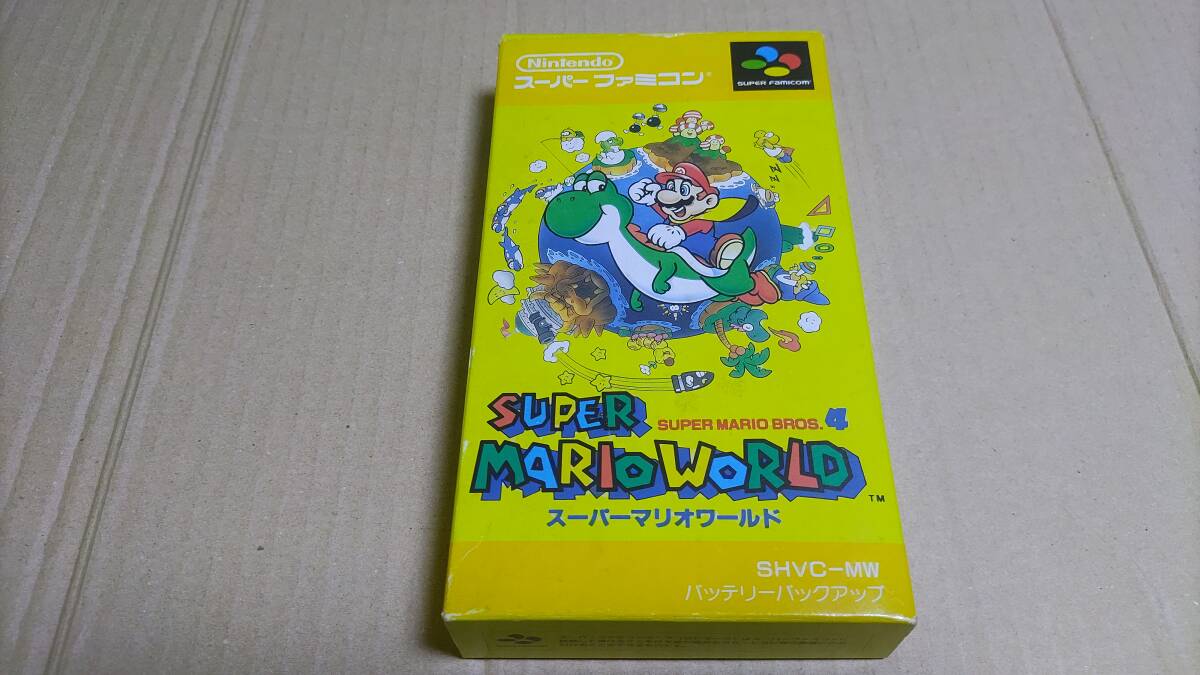 Nintendo
スーパーファミコン®
SUPER FAMICOM
SUPER
SUPER MARIO BROS. 4
MARIO WORLD ™
スーパーマリオワールド
SHVC-MW
バッテリーバックアップ